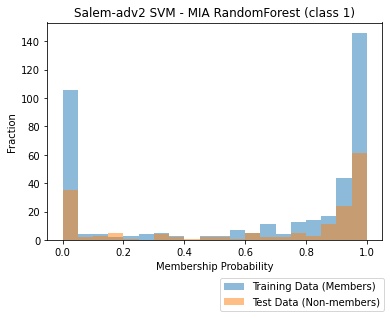 Salem-adv2 SVM - MIA RandomForest (class 1)
140
120
100
80
60
40
20
0
Fraction
0.0 0.2 0.4 0.6 0.8 1.0
Membership Probability
Training Data (Members)
Test Data (Non-members)